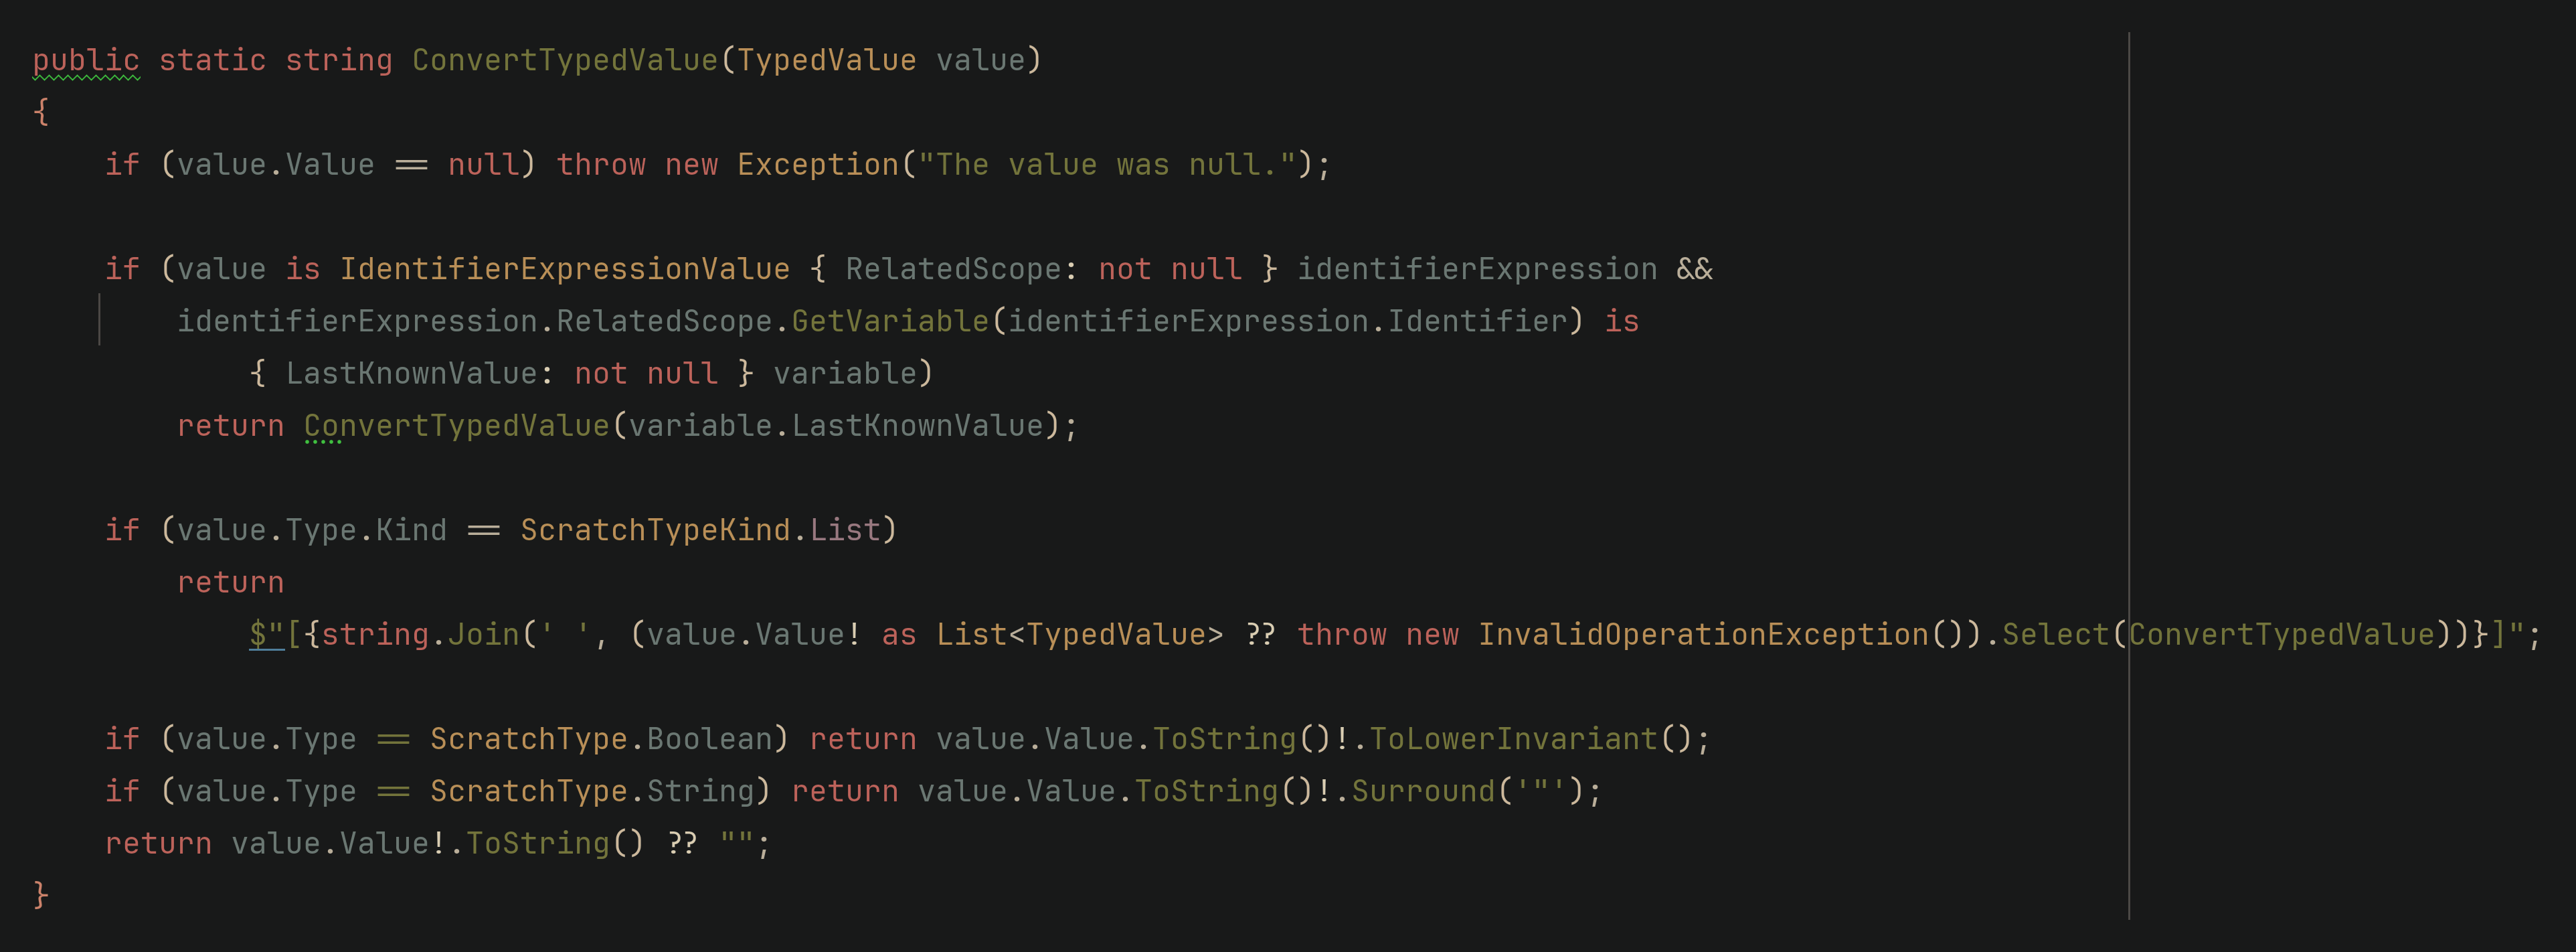 public static string ConvertTypedValue(TypedValue value)
{
    if (value.Value == null) throw new Exception("The value was null.");

    if (value is IdentifierExpressionValue { RelatedScope: not null } identifierExpression &&
        identifierExpression.RelatedScope.GetVariable(identifierExpression.Identifier) is
            { LastKnownValue: not null } variable)
        return ConvertTypedValue(variable.LastKnownValue);

    if (value.Type.Kind == ScratchTypeKind.List)
        return
            $"[{string.Join(' ', (value.Value! as List<TypedValue> ?? throw new InvalidOperationException()).Select(ConvertTypedValue))}]";

    if (value.Type == ScratchType.Boolean) return value.Value.ToString()!.ToLowerInvariant();
    if (value.Type == ScratchType.String) return value.Value.ToString()!.Surround('"');
    return value.Value!.ToString() ?? "";
}